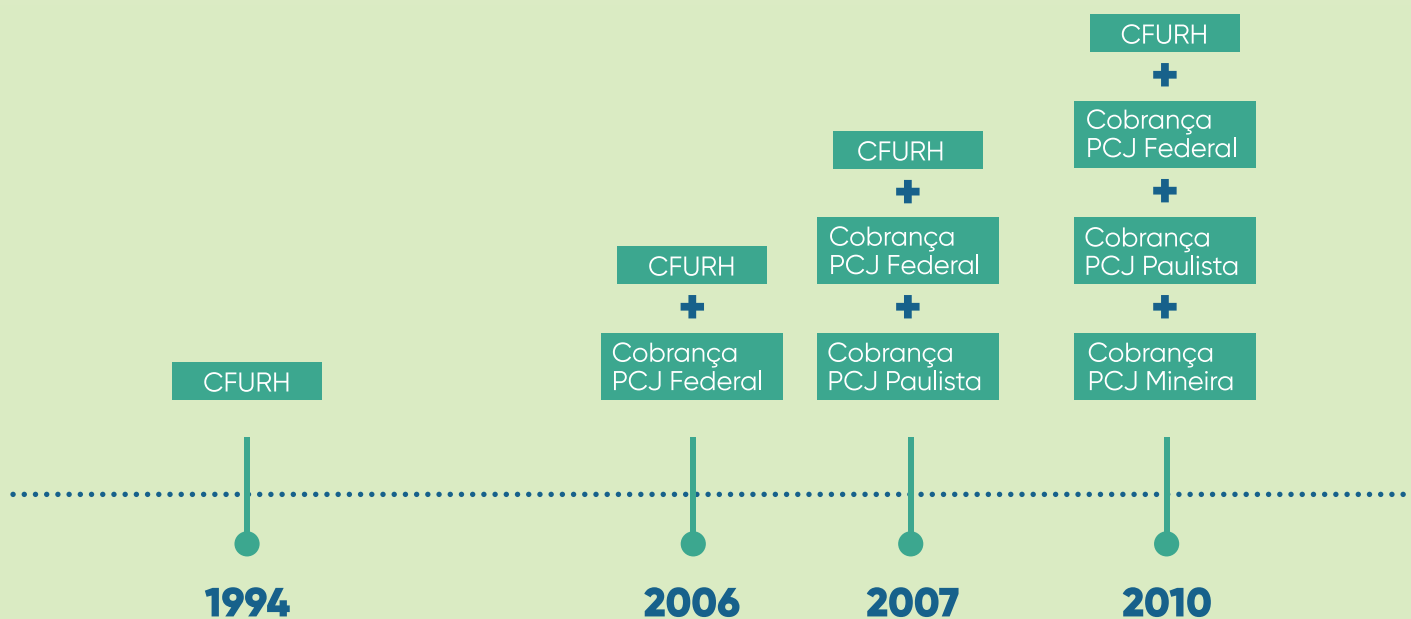 CFURH
1994
CFURH
+
Cobrança
PCJ Federal
2006
CFURH
+
Cobrança
PCJ Federal
+
Cobrança
PCJ Paulista
2007
CFURH
+
Cobrança
PCJ Federal
+
Cobrança
PCJ Paulista
+
Cobrança
PCJ Mineira
2010